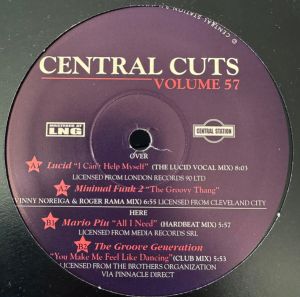 © CENTRAL STATION
CENTRAL CUTS
VOLUME 57
MASTERED BY
LNG
CENTRAL STATION
OVER
A1 Lucid "I Can't Help Myself" (THE LUCID VOCAL MIX) 8:03
LICENSED FROM LONDON RECORDS 90 LTD
A2 Minimal Funk 2 "The Groovy Thang"
INNY NOREIGA & ROGER RAMA MIX) 6:55 LICENSED FROM CLEVELAND CITY
HERE
B1 Mario Piu "All I Need" (HARDBEAT MIX) 5:57
LICENSED FROM MEDIA RECORDS SRL
B2 The Groove Generation
"You Make Me Feel Like Dancing" (CLUB MIX) 5:53
LICENSED FROM THE BROTHERS ORGANIZATION
VIA PINNACLE DIRECT